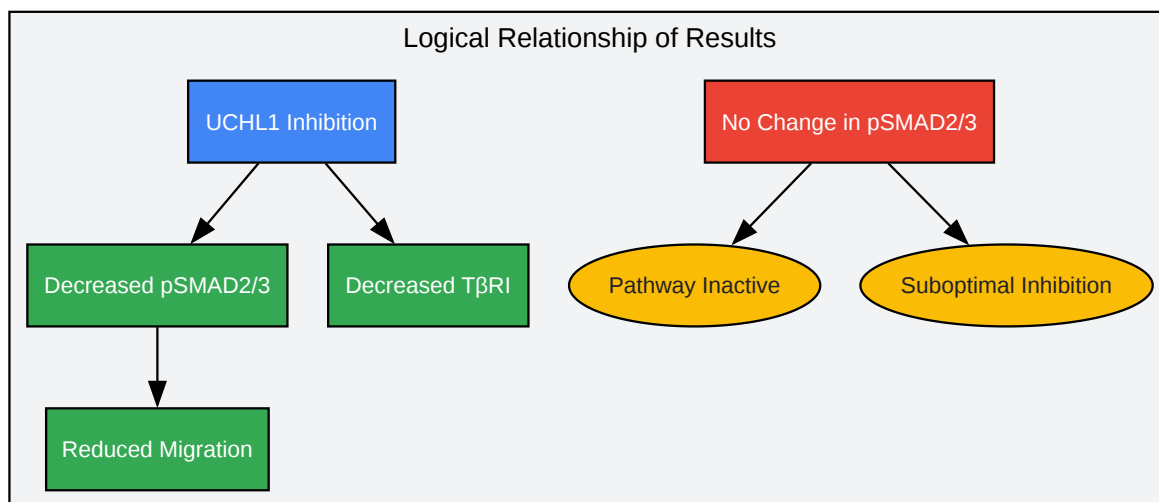 Logical Relationship of Results
UCHL1 Inhibition
No Change in pSMAD2/3
Decreased pSMAD2/3
Decreased TβRI
Pathway Inactive
Suboptimal Inhibition
Reduced Migration